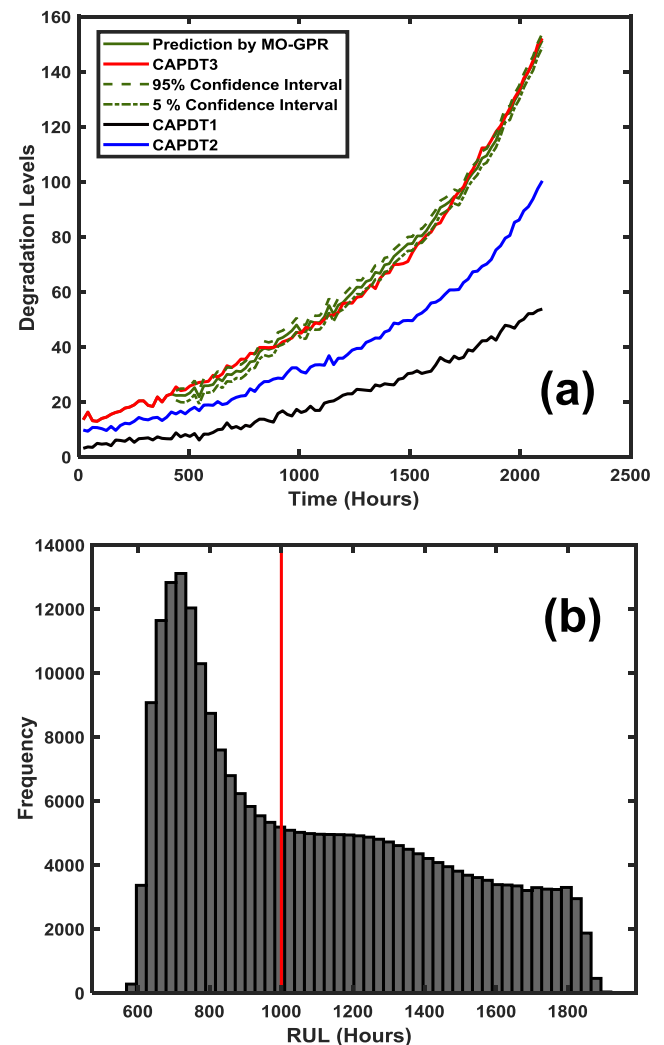 160
140
120
100
80
60
40
20
0
Degradation Levels
Prediction by MO-GPR
CAPDT3
95% Confidence Interval
5 % Confidence Interval
CAPDT1
CAPDT2
(a)
0 500 1000 1500 2000 2500
Time (Hours)
14000
12000
10000
8000
6000
4000
2000
0
Frequency
(b)
600 800 1000 1200 1400 1600 1800
RUL (Hours)